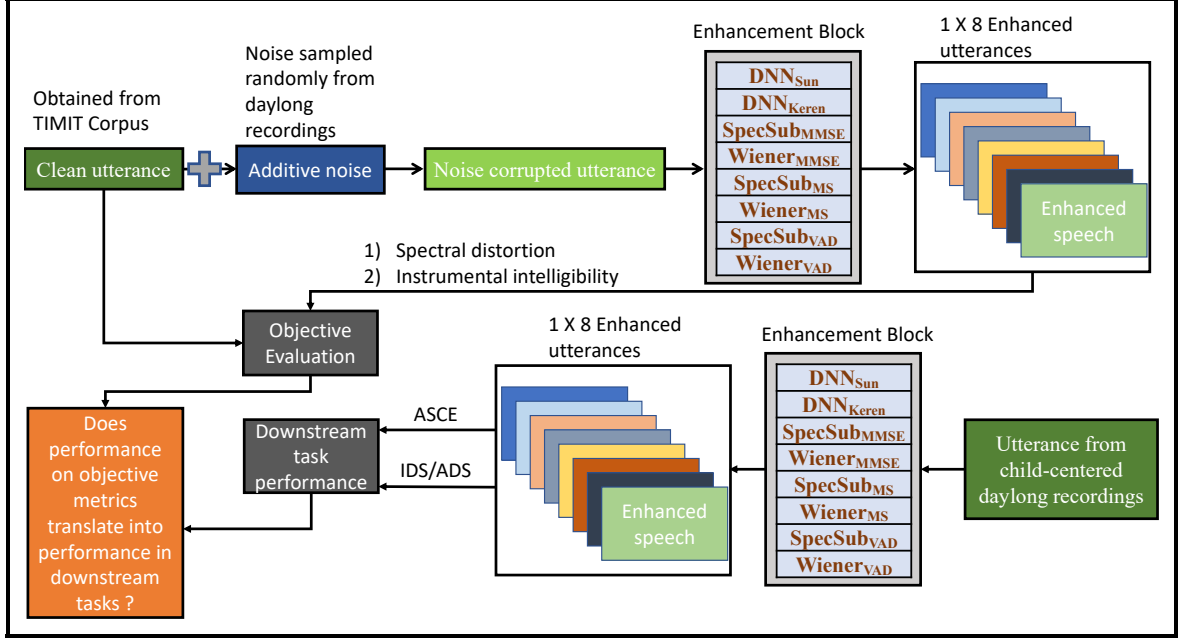 Obtained from
TIMIT Corpus
Clean utterance
Noise sampled
randomly from
daylong
recordings
Additive noise
Noise corrupted utterance
Enhancement Block
DNNSun
DNNKeren
SpecSubMMSE
WienerMMSE
SpecSubMS
WienerMS
SpecSubVAD
WienerVAD
1 X 8 Enhanced
utterances
Enhanced
speech
1) Spectral distortion
2) Instrumental intelligibility
Objective
Evaluation
Does
performance
on objective
metrics
translate into
performance in
downstream
tasks ?
Downstream
task
performance
ASCE
IDS/ADS
1 X 8 Enhanced
utterances
Enhanced
speech
Enhancement Block
DNNSun
DNNKeren
SpecSubMMSE
WienerMMSE
SpecSubMS
WienerMS
SpecSubVAD
WienerVAD
Utterance from
child-centered
daylong recordings